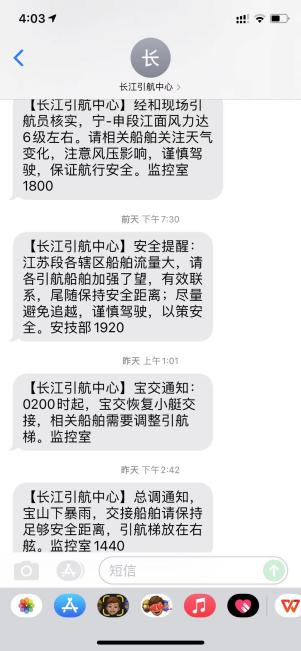 4:03
长
长江引航中心
【长江引航中心】经和现场引
航员核实，宁-申段江面风力达
6级左右。请相关船舶关注天气
变化，注意风压影响，谨慎驾
驶，保证航行安全。监控室
1800
前天 下午7:30
【长江引航中心】安全提醒：
江苏段各辖区船舶流量大，请
各引航船舶加强了望，有效联
系，尾随保持安全距离；尽量
避免追越，谨慎驾驶，以策安
全。安技部1920
昨天 上午1:01
【长江引航中心】宝交通知：
0200时起，宝交恢复小艇交
接，相关船舶需要调整引航
梯。监控室
昨天 下午2:42
【长江引航中心】总调通知，
宝山下暴雨，交接船舶请保持
足够安全距离，引航梯放在右
舷。监控室1440
短信